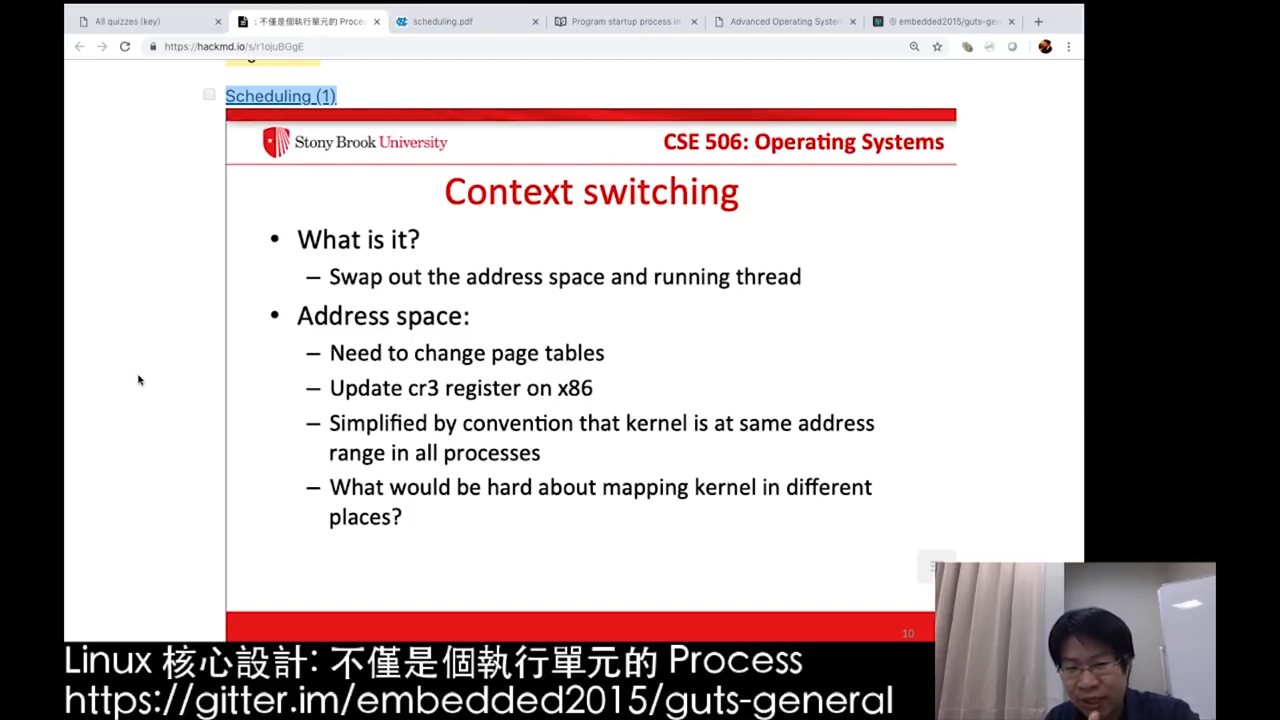 All quizzes (key)
: 不僅是個執行單元的 Proces
scheduling.pdf
Program startup process in
Advanced Operating System
embedded2015/guts-gen
https://hackmd.io/s/r1ojuBGgE
Scheduling (1)
Stony Brook University
CSE 506: Operating Systems
Context switching
• What is it?
– Swap out the address space and running thread
• Address space:
– Need to change page tables
– Update cr3 register on x86
– Simplified by convention that kernel is at same address
range in all processes
– What would be hard about mapping kernel in different
places?
10
Linux 核心設計: 不僅是個執行單元的 Process
https://gitter.im/embedded2015/guts-general